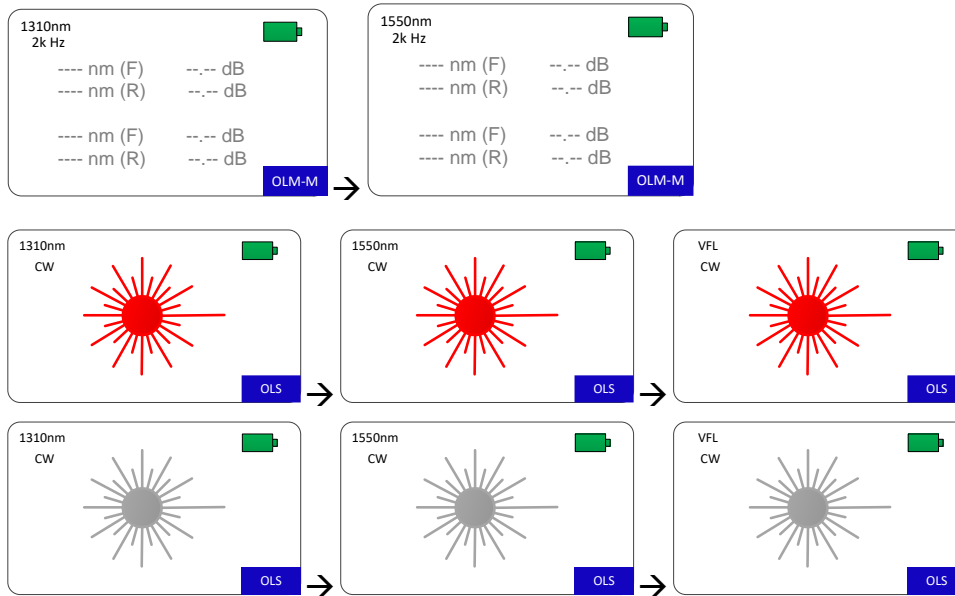 1310nm
2k Hz
---- nm (F) --.-- dB
---- nm (R) --.-- dB
---- nm (F) --.-- dB
---- nm (R) --.-- dB
OLM-M
1550nm
2k Hz
---- nm (F) --.-- dB
---- nm (R) --.-- dB
---- nm (F) --.-- dB
---- nm (R) --.-- dB
OLM-M
1310nm
CW
OLS
1550nm
CW
OLS
VFL
CW
OLS
1310nm
CW
OLS
1550nm
CW
OLS
VFL
CW
OLS